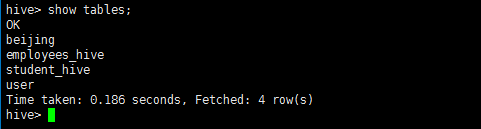 hive> show tables;
OK
beijing
employees_hive
student_hive
user
Time taken: 0.186 seconds, Fetched: 4 row(s)
hive>